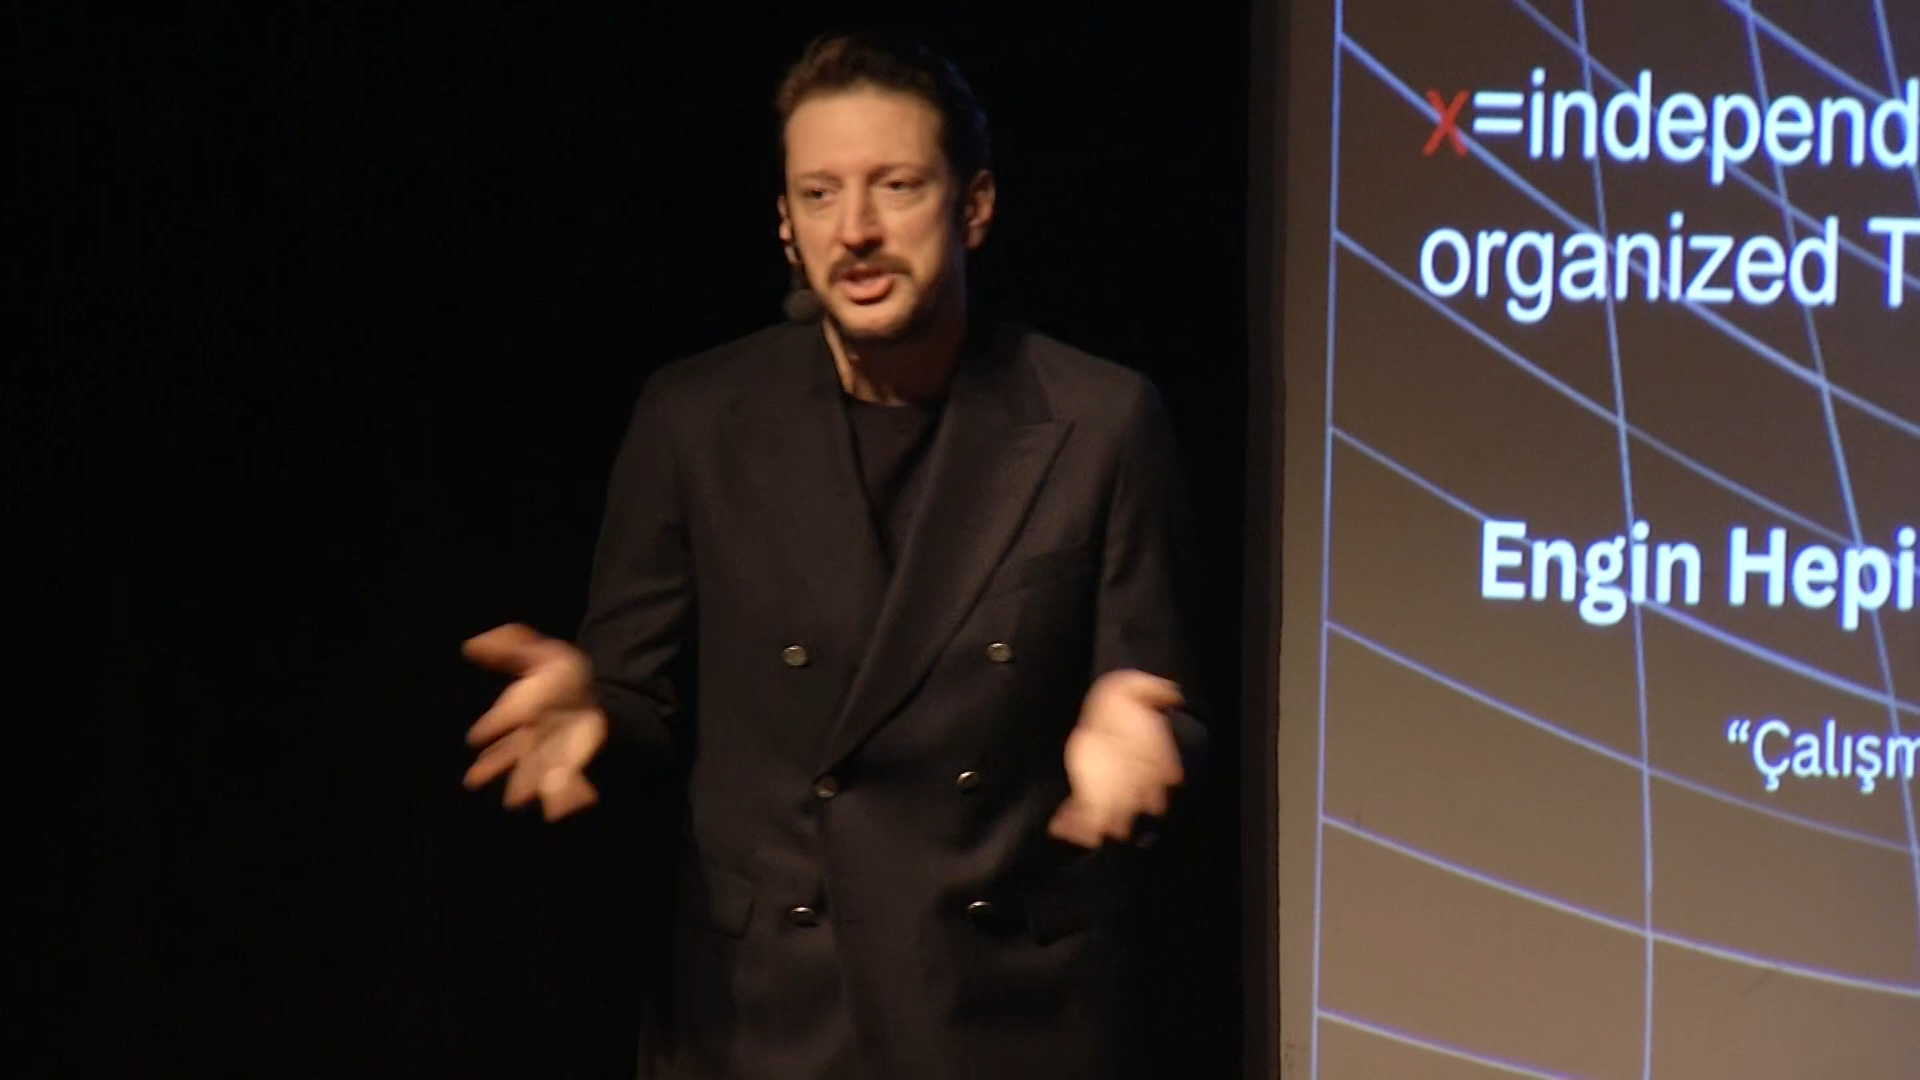 x=independ
organized T
Engin Hepi
“Çalışm